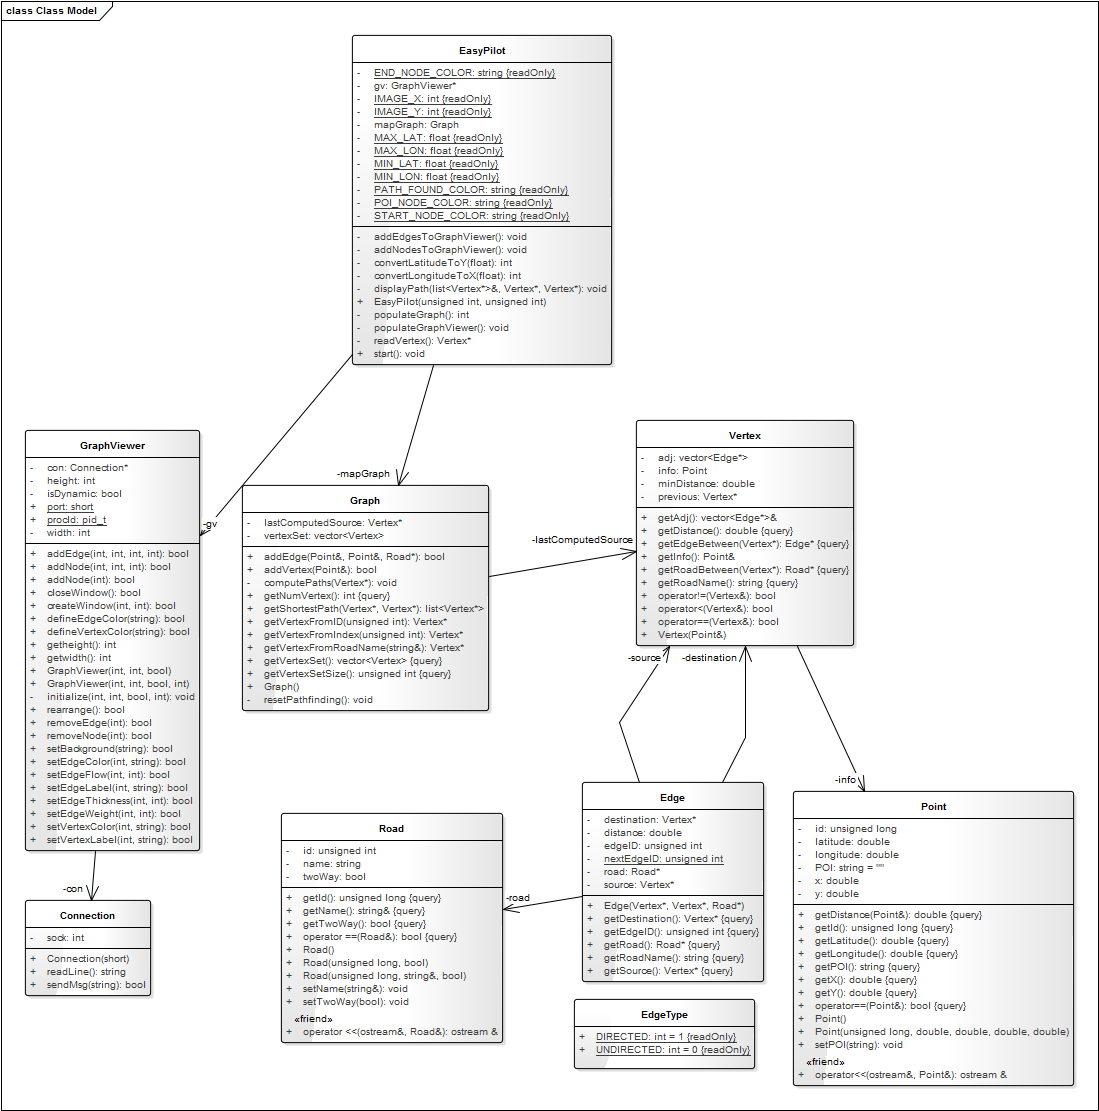 class Class Model
EasyPilot
- END_NODE_COLOR: string {readOnly}
- gv: GraphViewer*
- IMAGE_X: int {readOnly}
- IMAGE_Y: int {readOnly}
- mapGraph: Graph
- MAX_LAT: float {readOnly}
- MAX_LON: float {readOnly}
- MIN_LAT: float {readOnly}
- MIN_LON: float {readOnly}
- PATH_FOUND_COLOR: string {readOnly}
- POI_NODE_COLOR: string {readOnly}
- START_NODE_COLOR: string {readOnly}
- addEdgesToGraphViewer(): void
- addNodesToGraphViewer(): void
- convertLatitudeToY(float): int
- convertLongitudeToX(float): int
- displayPath(list<Vertex*>&, Vertex*, Vertex*): void
+ EasyPilot(unsigned int, unsigned int)
- populateGraph(): int
- populateGraphViewer(): void
- readVertex(): Vertex*
+ start(): void
GraphViewer
- con: Connection*
- height: int
- isDynamic: bool
+ port: short
+ procId: pid_t
- width: int
+ addEdge(int, int, int, int): bool
+ addNode(int, int, int): bool
+ addNode(int): bool
+ closeWindow(): bool
+ createWindow(int, int): bool
+ defineEdgeColor(string): bool
+ defineVertexColor(string): bool
+ getheight(): int
+ getwidth(): int
+ GraphViewer(int, int, bool)
+ GraphViewer(int, int, bool, int)
- initialize(int, int, bool, int): void
+ rearrange(): bool
+ removeEdge(int): bool
+ removeNode(int): bool
+ setBackground(string): bool
+ setEdgeColor(int, string): bool
+ setEdgeFlow(int, int): bool
+ setEdgeLabel(int, string): bool
+ setEdgeThickness(int, int): bool
+ setEdgeWeight(int, int): bool
+ setVertexColor(int, string): bool
+ setVertexLabel(int, string): bool
-gv
-mapGraph
Graph
- lastComputedSource: Vertex*
- vertexSet: vector<Vertex>
+ addEdge(Point&, Point&, Road*): bool
+ addVertex(Point&): bool
- computePaths(Vertex*): void
+ getNumVertex(): int {query}
+ getShortestPath(Vertex*, Vertex*): list<Vertex*>
+ getVertexFromID(unsigned int): Vertex*
+ getVertexFromIndex(unsigned int): Vertex*
+ getVertexFromRoadName(string&): Vertex*
+ getVertexSet(): vector<Vertex> {query}
+ getVertexSetSize(): unsigned int {query}
+ Graph()
- resetPathfinding(): void
-lastComputedSource
Vertex
- adj: vector<Edge*>
- info: Point
- minDistance: double
- previous: Vertex*
+ getAdj(): vector<Edge*>&
+ getDistance(): double {query}
+ getEdgeBetween(Vertex*): Edge* {query}
+ getInfo(): Point&
+ getRoadBetween(Vertex*): Road* {query}
+ getRoadName(): string {query}
+ operator!=(Vertex&): bool
+ operator<(Vertex&): bool
+ operator==(Vertex&): bool
+ Vertex(Point&)
-source
-destination
-info
-con
Connection
- sock: int
+ Connection(short)
+ readLine(): string
+ sendMsg(string): bool
Road
- id: unsigned int
- name: string
- twoWay: bool
+ getId(): unsigned long {query}
+ getName(): string& {query}
+ getTwoWay(): bool {query}
+ operator ==(Road&): bool {query}
+ Road()
+ Road(unsigned long, bool)
+ Road(unsigned long, string&, bool)
+ setName(string&): void
+ setTwoWay(bool): void
«friend»
+ operator <<(ostream&, Road&): ostream &
-road
Edge
- destination: Vertex*
- distance: double
- edgeID: unsigned int
- nextEdgeID: unsigned int
- road: Road*
- source: Vertex*
+ Edge(Vertex*, Vertex*, Road*)
+ getDestination(): Vertex* {query}
+ getEdgeID(): unsigned int {query}
+ getRoad(): Road* {query}
+ getRoadName(): string {query}
+ getSource(): Vertex* {query}
EdgeType
+ DIRECTED: int = 1 {readOnly}
+ UNDIRECTED: int = 0 {readOnly}
Point
- id: unsigned long
- latitude: double
- longitude: double
- POI: string = ""
- x: double
- y: double
+ getDistance(Point&): double {query}
+ getId(): unsigned long {query}
+ getLatitude(): double {query}
+ getLongitude(): double {query}
+ getPOI(): string {query}
+ getX(): double {query}
+ getY(): double {query}
+ operator==(Point&): bool {query}
+ Point()
+ Point(unsigned long, double, double, double, double)
+ setPOI(string): void
«friend»
+ operator<<(ostream&, Point&): ostream &